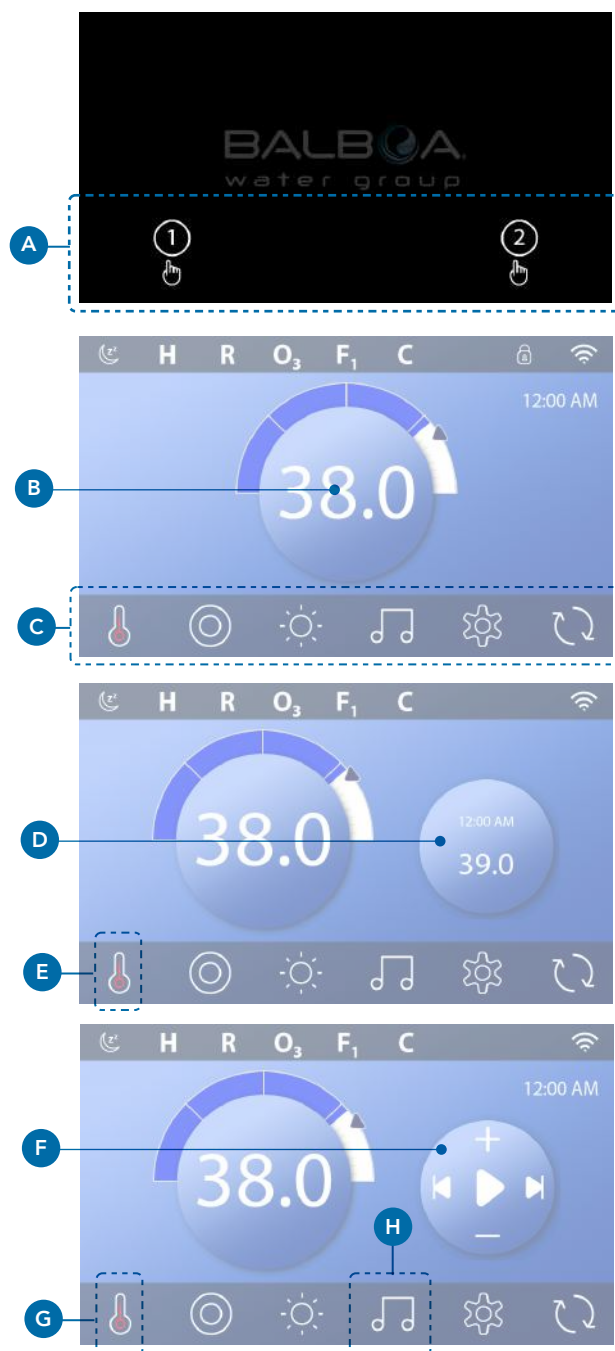 BALBOA.
water group
A
1 2
H R O₃ F₁ C
12:00 AM
B
38.0
C
H R O₃ F₁ C
12:00 AM
D
38.0
39.0
E
H R O₃ F₁ C
12:00 AM
F
38.0
H
G